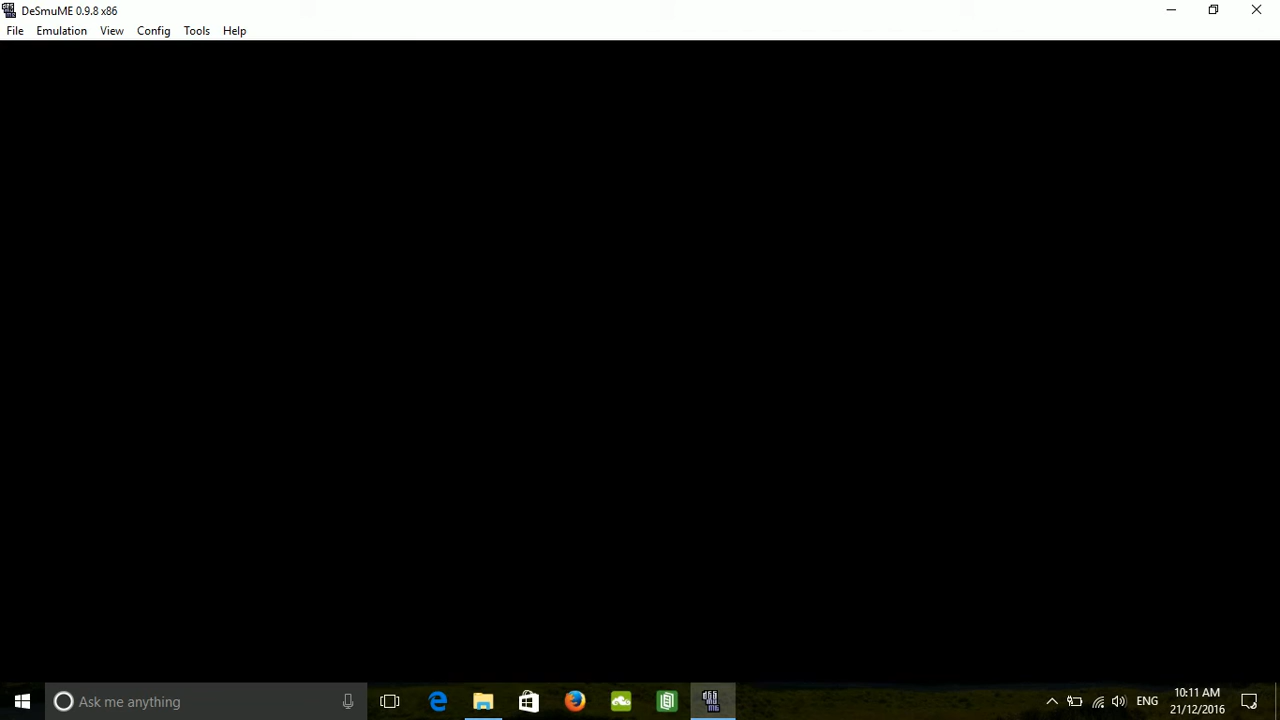 DeSmuME 0.9.8 x86
File Emulation View Config Tools Help
Ask me anything
ENG
10:11 AM
21/12/2016